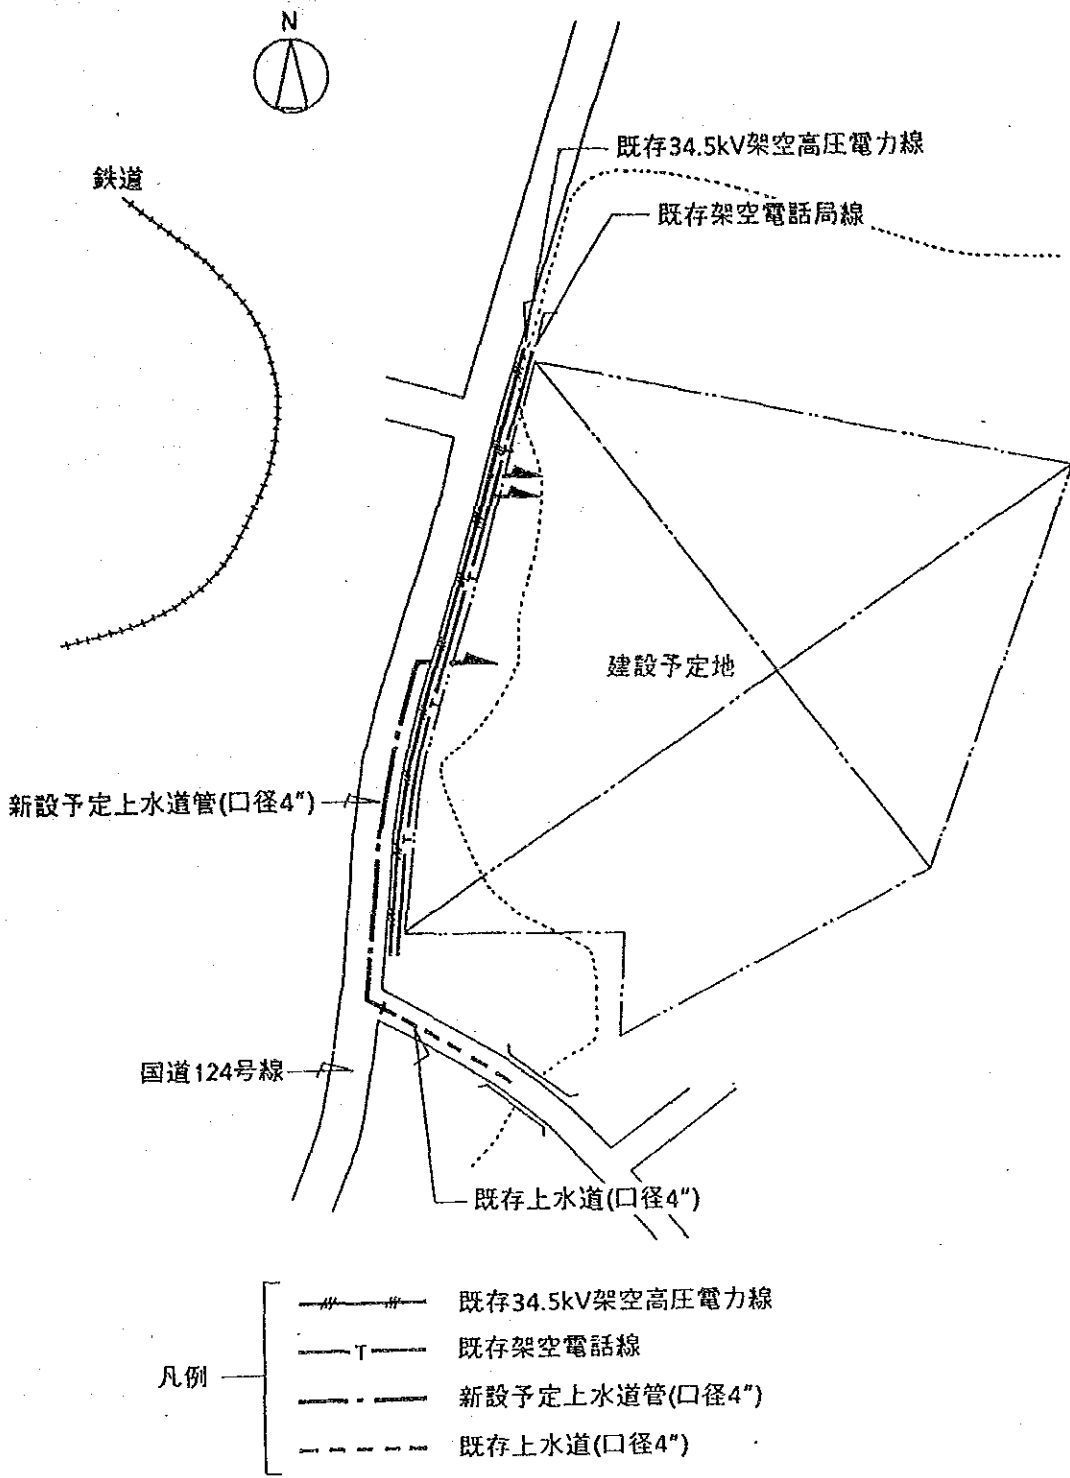 N
既存34.5kV架空高圧電力線
鉄道
既存架空電話局線
建設予定地
新設予定上水道管(口径4")
国道124号線
既存上水道(口径4")
凡例
既存34.5kV架空高圧電力線
T
既存架空電話線
新設予定上水道管(口径4")
既存上水道(口径4")